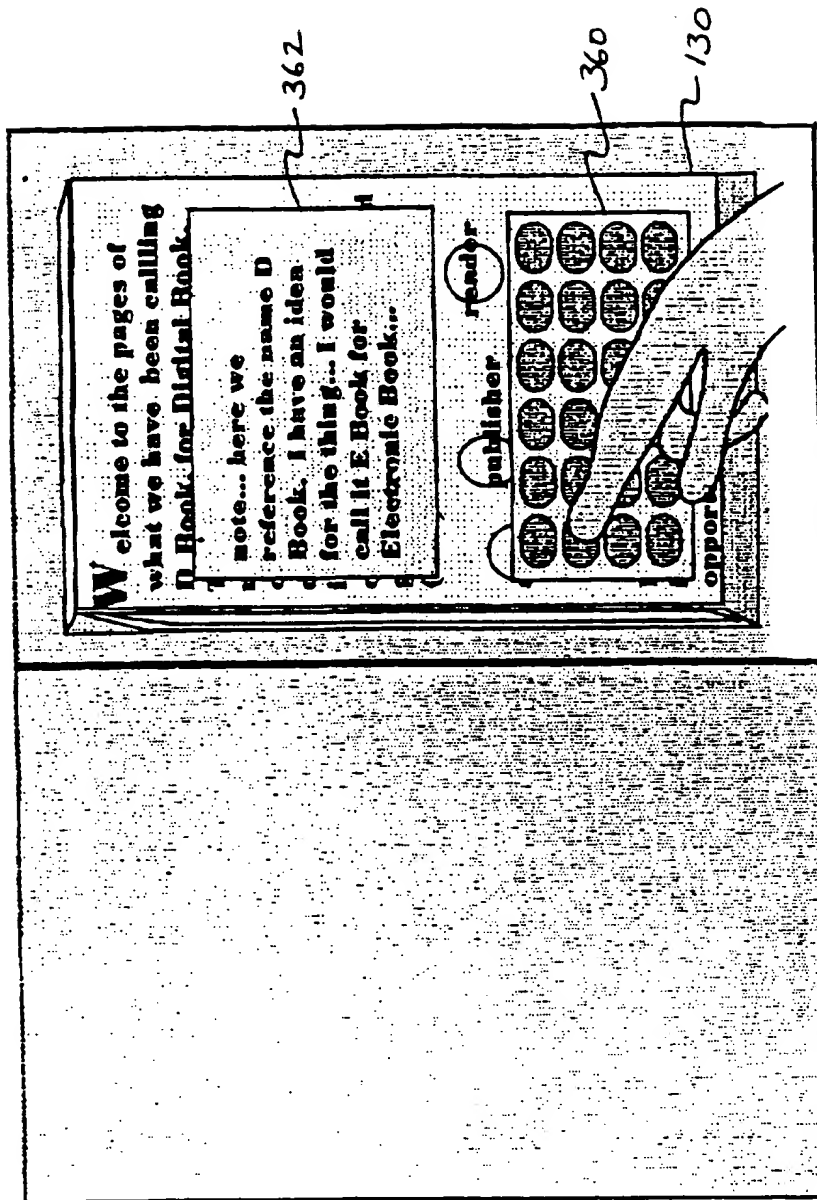 Welcome to the pages of
what we have been callling
D Book, for Digital Book.
note... here we
reference the name D
Book. I have an idea
for the thing... I would
call it E Book for
Electronic Book...
publisher reader
oppor
362
360
130